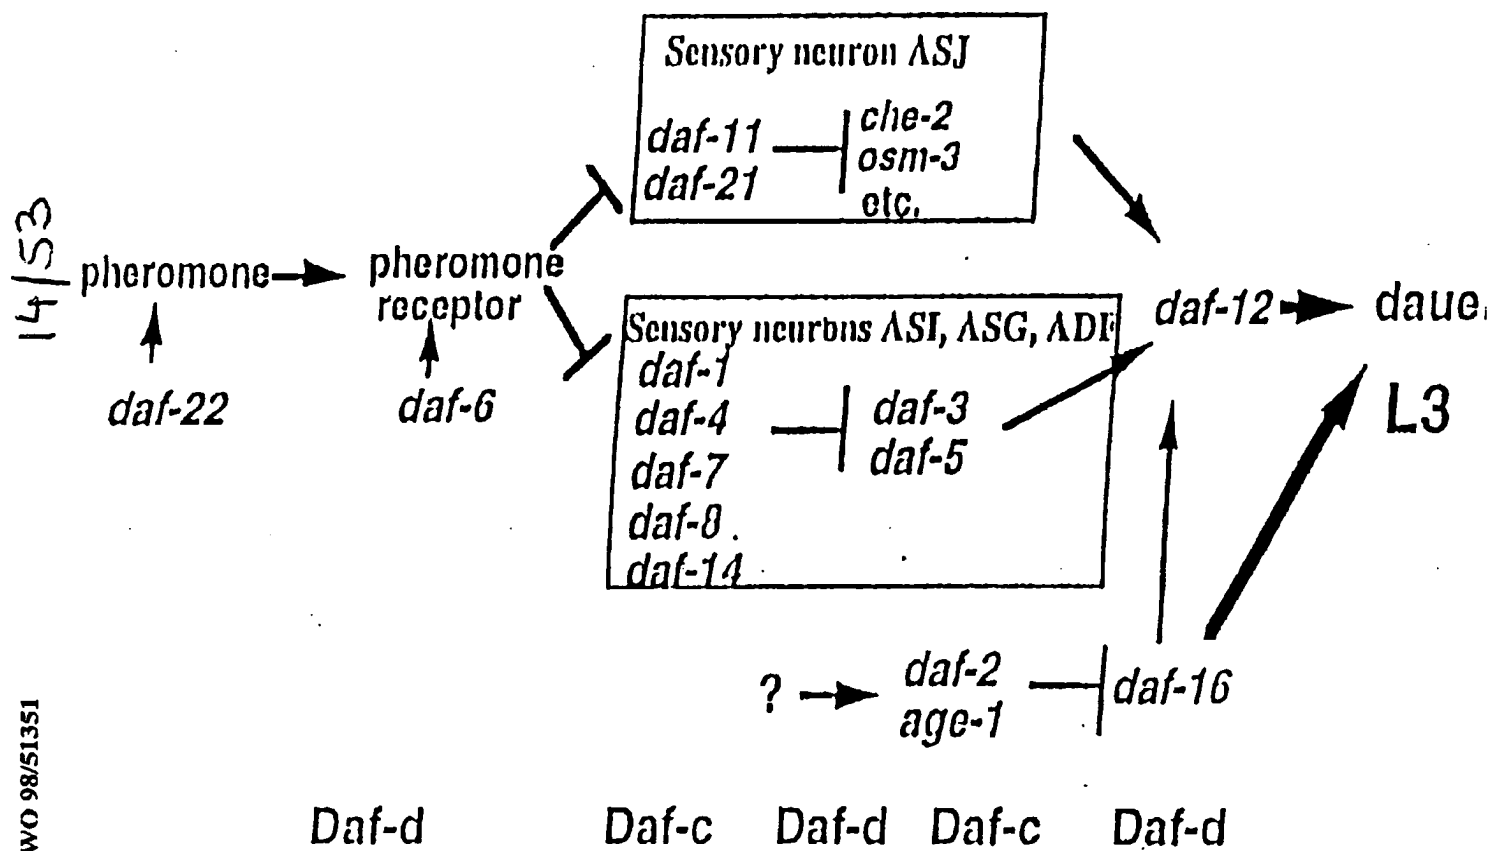 Sensory neuron ASJ
daf-11
daf-21
che-2
osm-3
etc.
14/53
pheromone
pheromone
receptor
daf-22
daf-6
Sensory neurons ASI, ASG, ADF
daf-1
daf-4
daf-7
daf-8
daf-14
daf-3
daf-5
daf-12
daue
L3
?
daf-2
age-1
daf-16
WO 98/51351
Daf-d Daf-c Daf-d Daf-c Daf-d